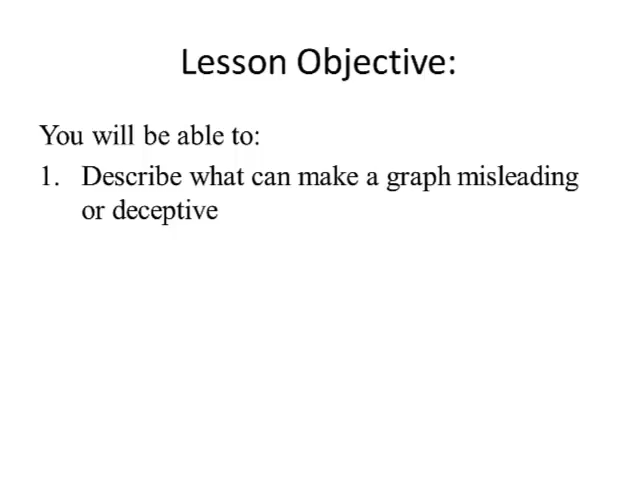 Lesson Objective:
You will be able to:
1. Describe what can make a graph misleading
or deceptive